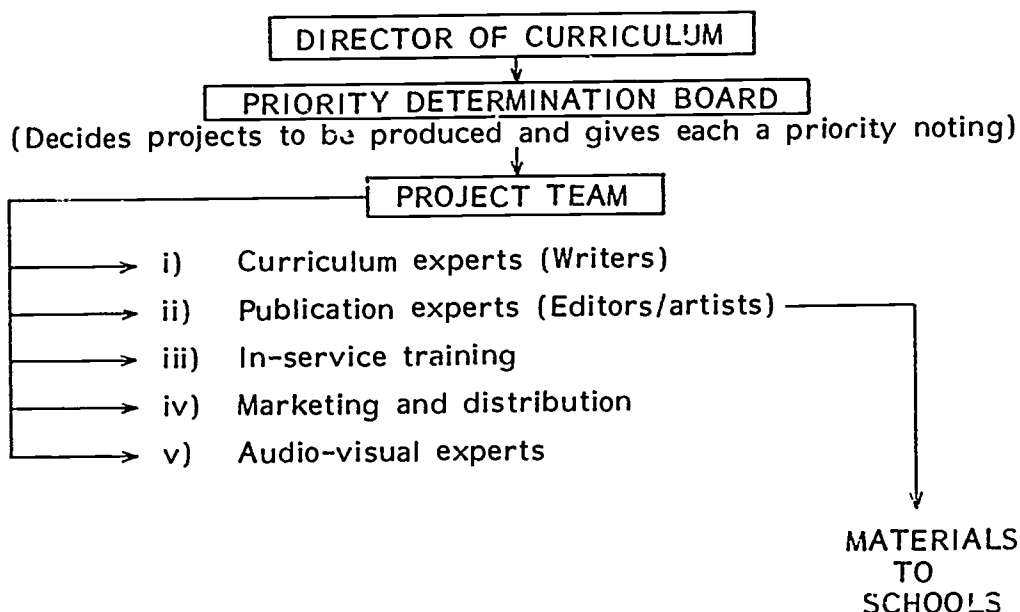 DIRECTOR OF CURRICULUM
PRIORITY DETERMINATION BOARD
(Decides projects to be produced and gives each a priority noting)
PROJECT TEAM
i) Curriculum experts (Writers)
ii) Publication experts (Editors/artists)
iii) In-service training
iv) Marketing and distribution
v) Audio-visual experts
MATERIALS
TO
SCHOOLS